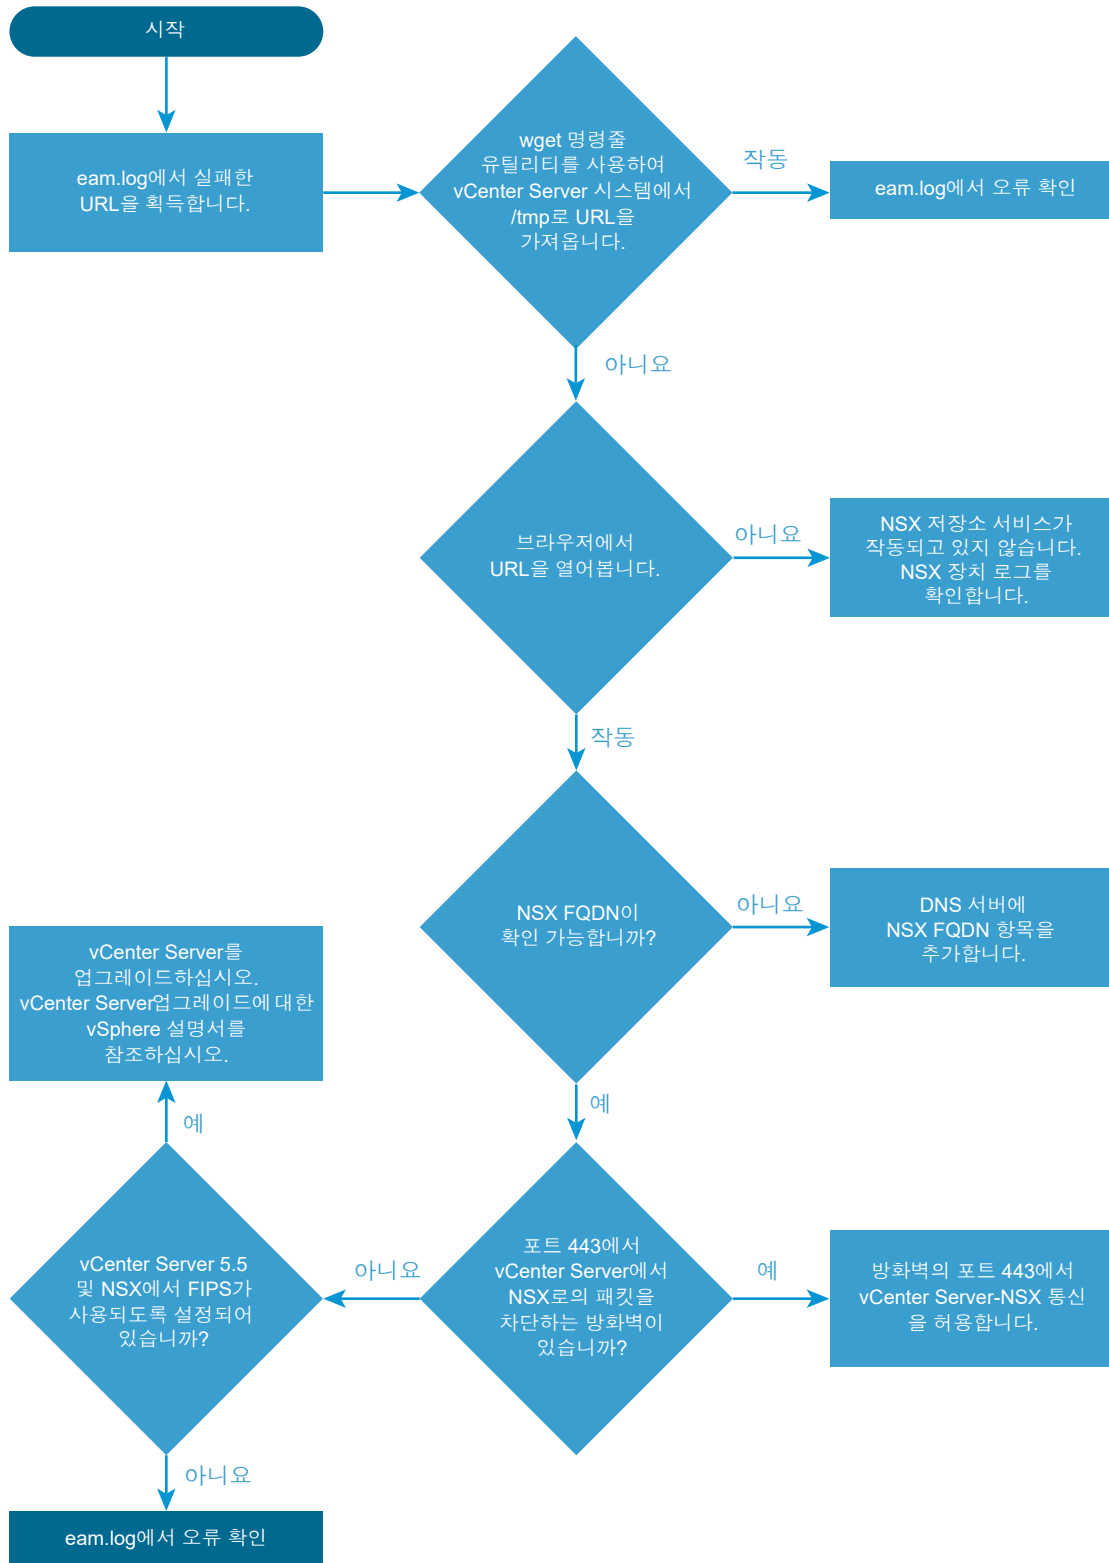 시작
eam.log에서 실패한
URL을 획득합니다.
wget 명령줄
유틸리티를 사용하여
vCenter Server 시스템에서
/tmp로 URL을
가져옵니다.
작동
eam.log에서 오류 확인
아니요
브라우저에서
URL을 열어봅니다.
아니요
NSX 저장소 서비스가
작동되고 있지 않습니다.
NSX 장치 로그를
확인합니다.
작동
NSX FQDN이
확인 가능합니까?
아니요
DNS 서버에
NSX FQDN 항목을
추가합니다.
예
포트 443에서
vCenter Server에서
NSX로의 패킷을
차단하는 방화벽이
있습니까?
예
방화벽의 포트 443에서
vCenter Server-NSX 통신
을 허용합니다.
아니요
vCenter Server 5.5
및 NSX에서 FIPS가
사용되도록 설정되어
있습니까?
예
vCenter Server를
업그레이드하십시오.
vCenter Server업그레이드에 대한
vSphere 설명서를
참조하십시오.
아니요
eam.log에서 오류 확인